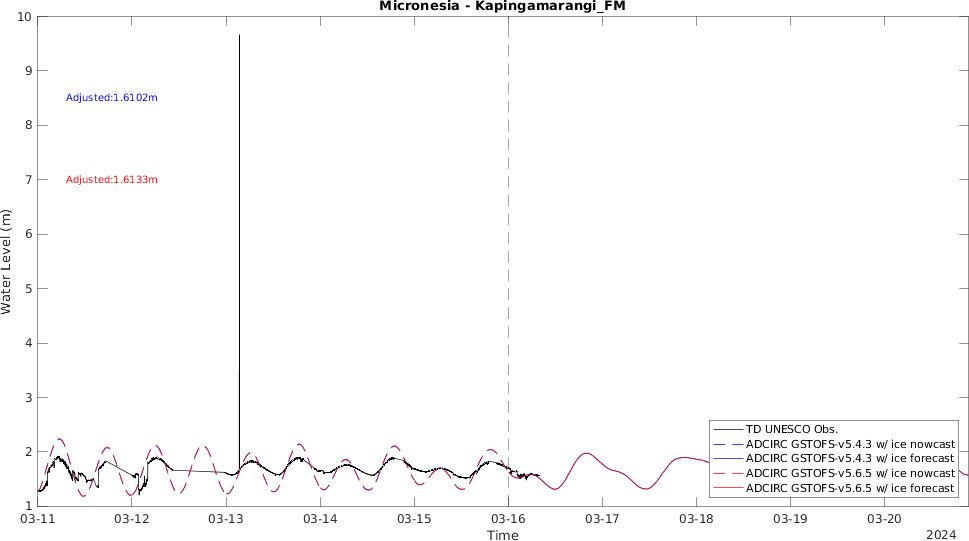 Micronesia - Kapingamarangi_FM
Water Level (m)
10
9
8
7
6
5
4
3
2
1
Adjusted:1.6102m
Adjusted:1.6133m
TD UNESCO Obs.
ADCIRC GSTOFS-v5.4.3 w/ ice nowcast
ADCIRC GSTOFS-v5.4.3 w/ ice forecast
ADCIRC GSTOFS-v5.6.5 w/ ice nowcast
ADCIRC GSTOFS-v5.6.5 w/ ice forecast
03-11 03-12 03-13 03-14 03-15 03-16 03-17 03-18 03-19 03-20
Time
2024